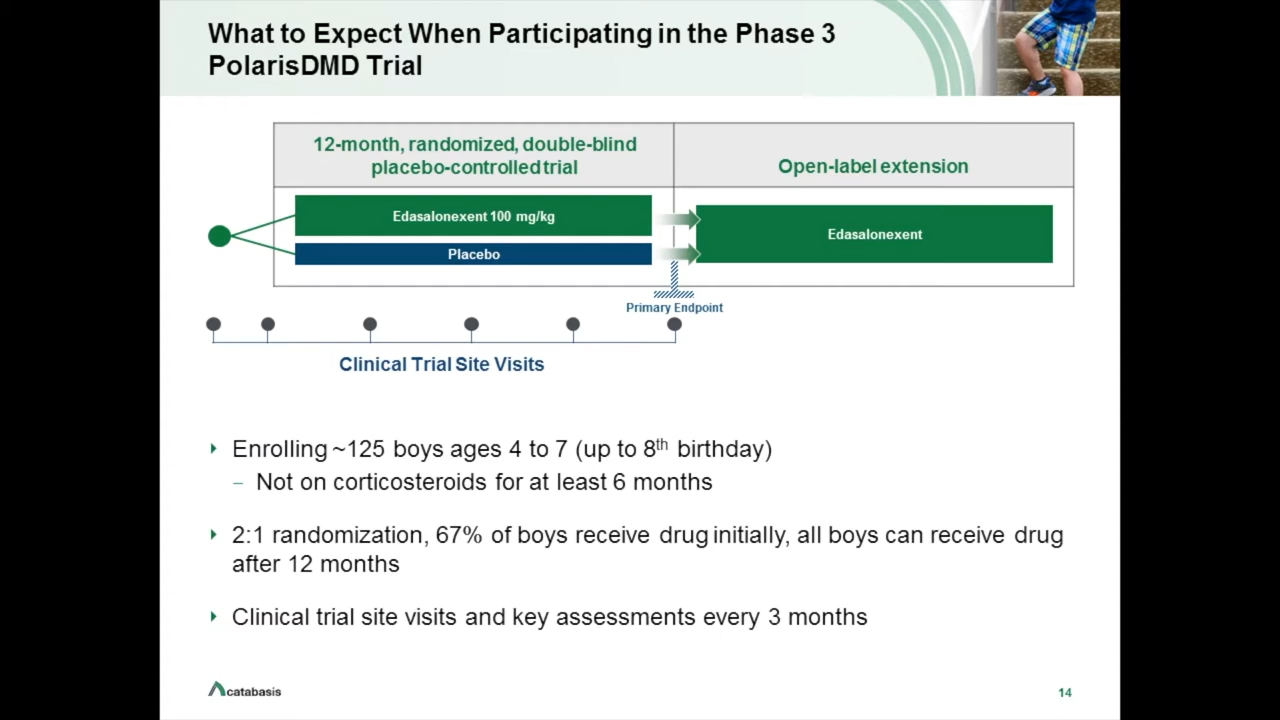 What to Expect When Participating in the Phase 3
PolarisDMD Trial
12-month, randomized, double-blind
placebo-controlled trial
Open-label extension
Edasalonexent 100 mg/kg
Edasalonexent
Placebo
Primary Endpoint
Clinical Trial Site Visits
Enrolling ~125 boys ages 4 to 7 (up to 8th birthday)
– Not on corticosteroids for at least 6 months
2:1 randomization, 67% of boys receive drug initially, all boys can receive drug
after 12 months
Clinical trial site visits and key assessments every 3 months
catabasis
14